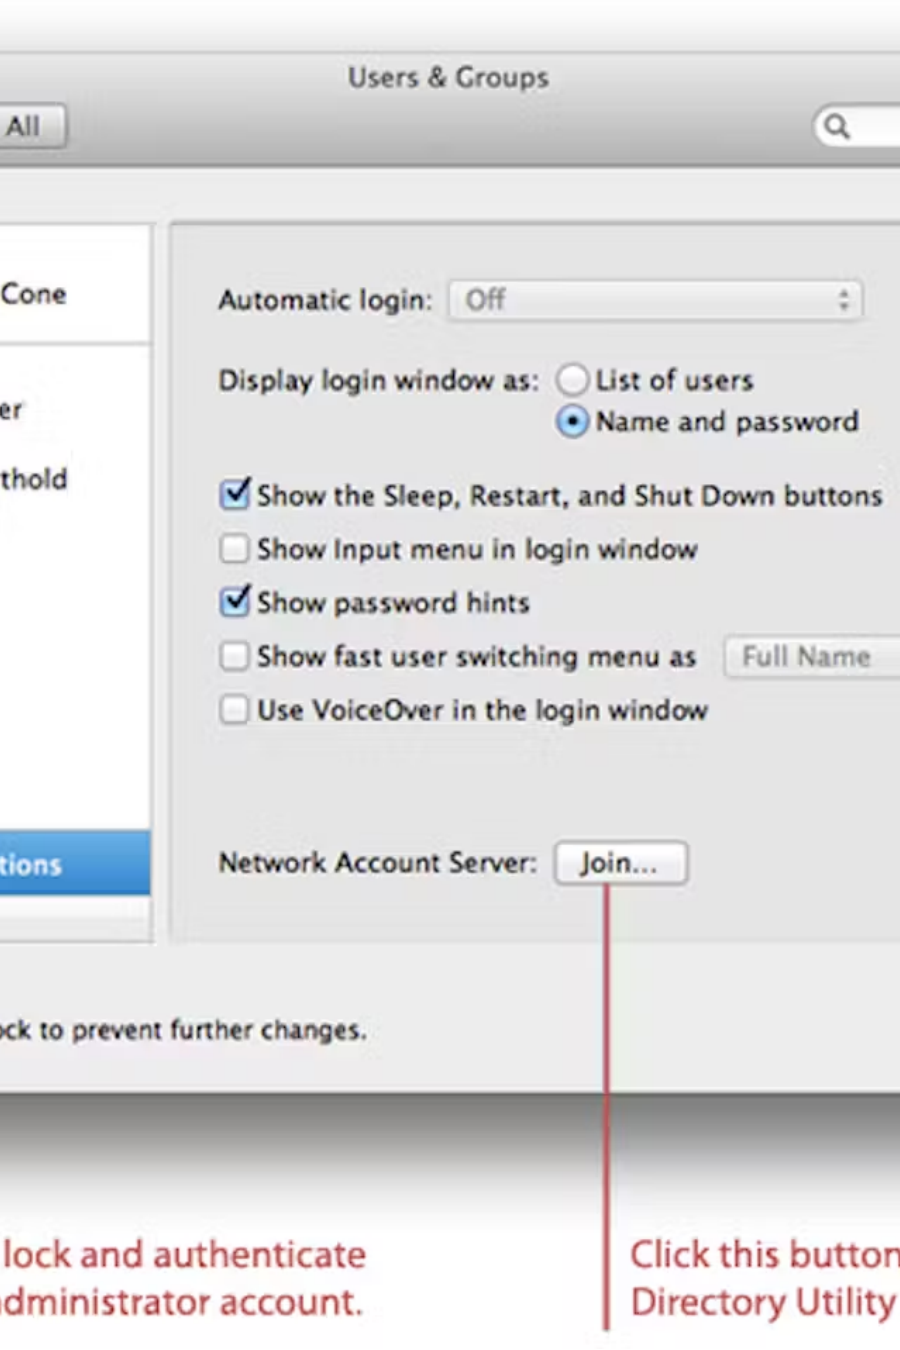 Users & Groups
All
Cone
er
thold
tions
Automatic login: Off
Display login window as: List of users
Name and password
Show the Sleep, Restart, and Shut Down buttons
Show Input menu in login window
Show password hints
Show fast user switching menu as Full Name
Use VoiceOver in the login window
Network Account Server: Join...
ock to prevent further changes.
lock and authenticate
administrator account.
Click this button
Directory Utility